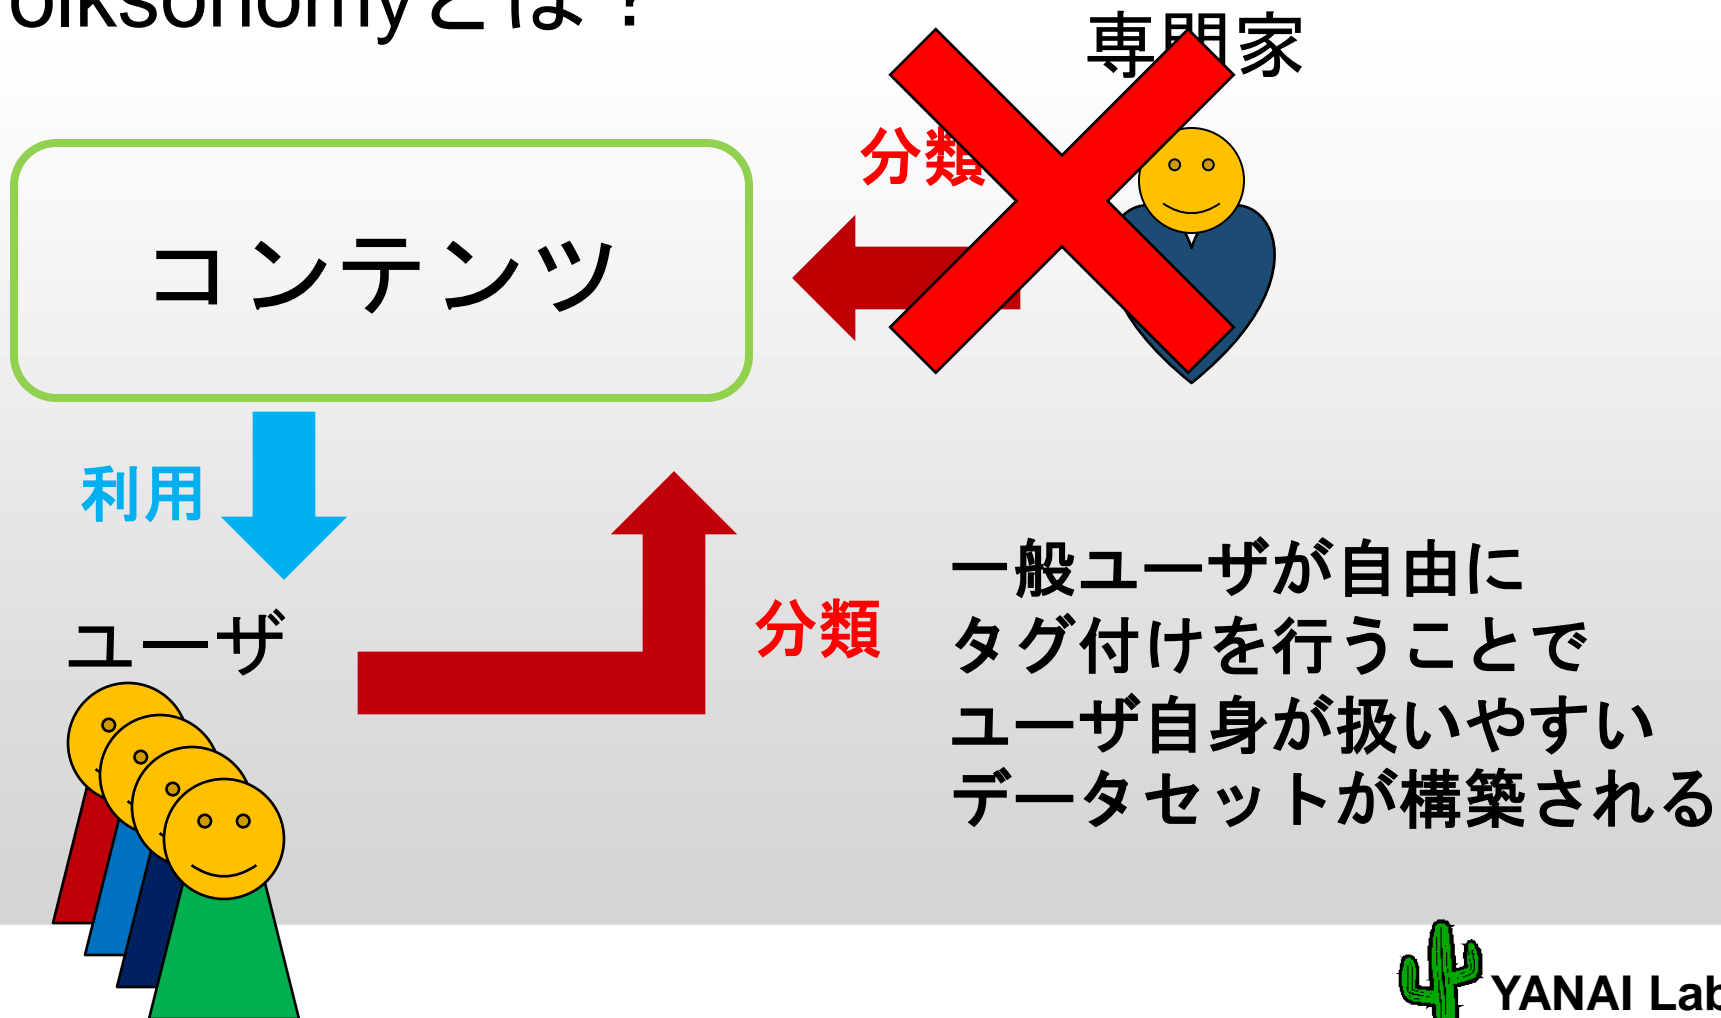 olksonomyとは？
専門家
分類
コンテンツ
利用
ユーザ
分類
一般ユーザが自由に
タグ付けを行うことで
ユーザ自身が扱いやすい
データセットが構築される
YANAI Lab